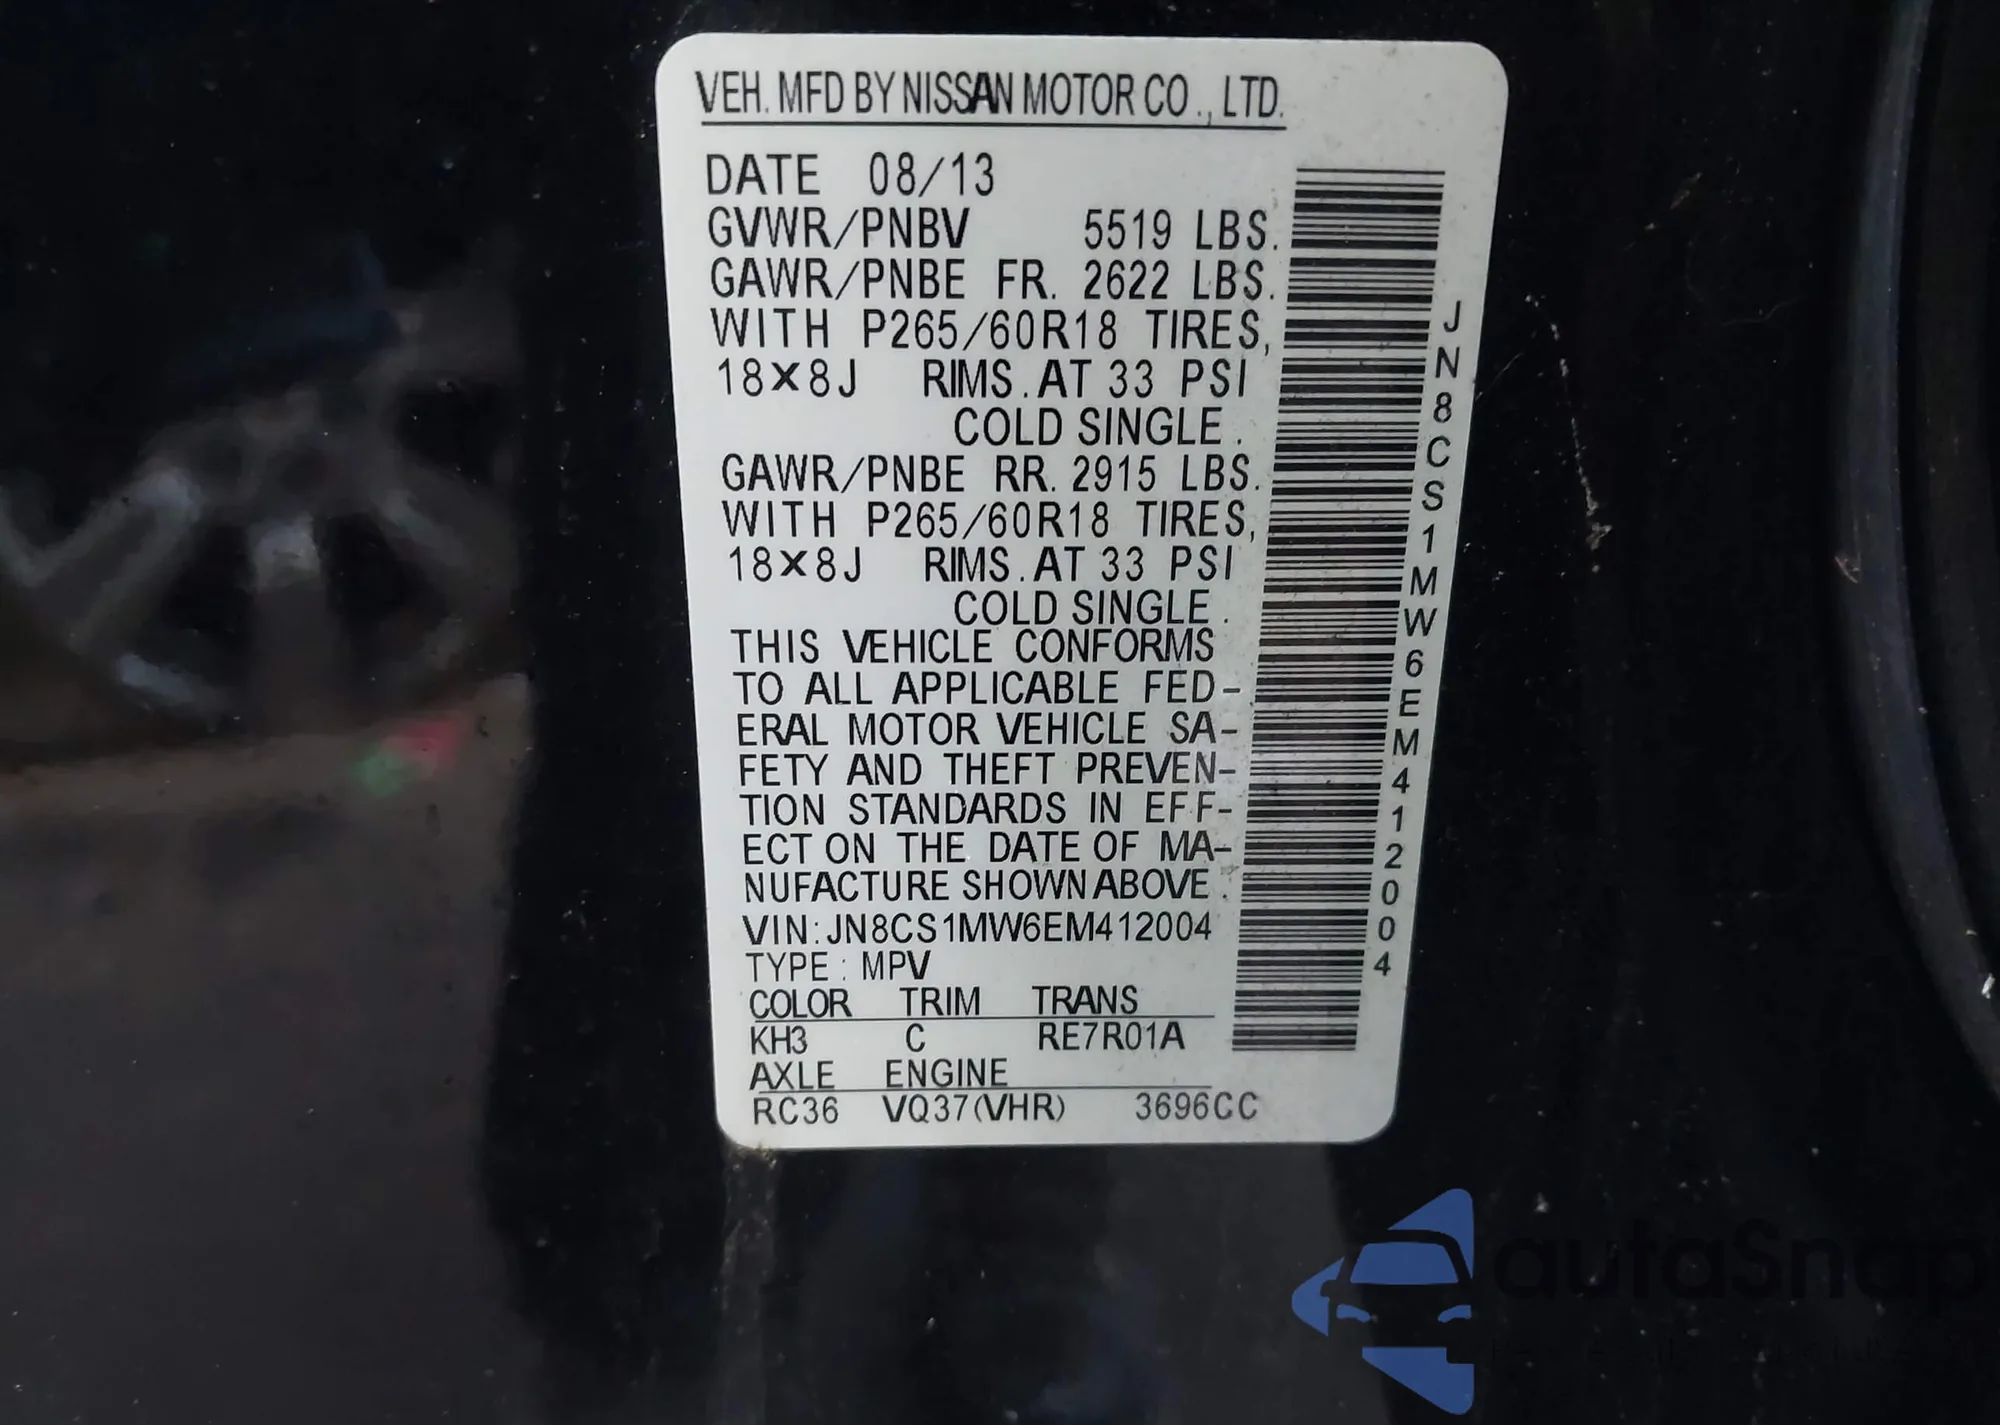 VEH. MFD BY NISSAN MOTOR CO., LTD.
DATE 08/13
GVWR/PNBV 5519 LBS.
GAWR/PNBE FR. 2622 LBS.
WITH P265/60R18 TIRES,
18×8J RIMS. AT 33 PSI
COLD SINGLE.
GAWR/PNBE RR. 2915 LBS.
WITH P265/60R18 TIRES,
18×8J RIMS. AT 33 PSI
COLD SINGLE.
THIS VEHICLE CONFORMS
TO ALL APPLICABLE FED-
ERAL MOTOR VEHICLE SA-
FETY AND THEFT PREVEN-
TION STANDARDS IN EFF-
ECT ON THE DATE OF MA-
NUFACTURE SHOWN ABOVE.
VIN:JN8CS1MW6EM412004
TYPE: MPV
COLOR TRIM TRANS
KH3 C RE7R01A
AXLE ENGINE
RC36 VQ37(VHR) 3696CC
JN8CS1MW6EM412004
autoSnap